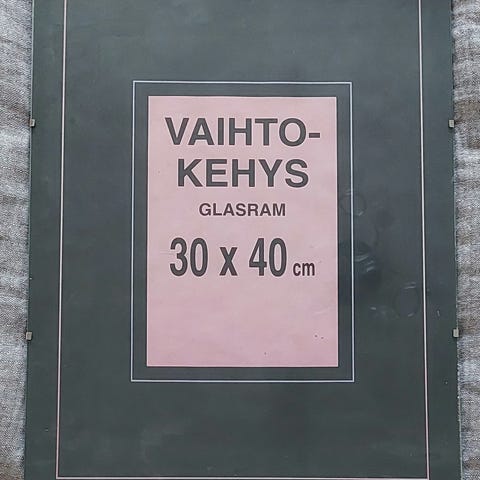 VAIHTO-
KEHYS
GLASRAM
30 x 40 cm